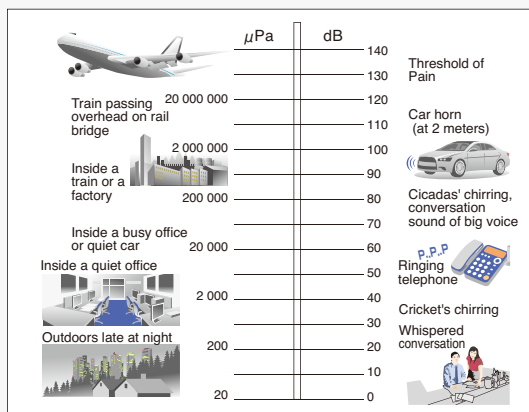 µPa
dB
140
130
120
110
100
90
80
70
60
50
40
30
20
10
0
20 000 000
2 000 000
200 000
20 000
2 000
200
20
Train passing
overhead on rail
bridge
Inside a
train or a
factory
Inside a busy office
or quiet car
Inside a quiet office
Outdoors late at night
Threshold of
Pain
Car horn
(at 2 meters)
Cicadas' chirring,
conversation
sound of big voice
P..P..P
Ringing
telephone
Cricket's chirring
Whispered
conversation